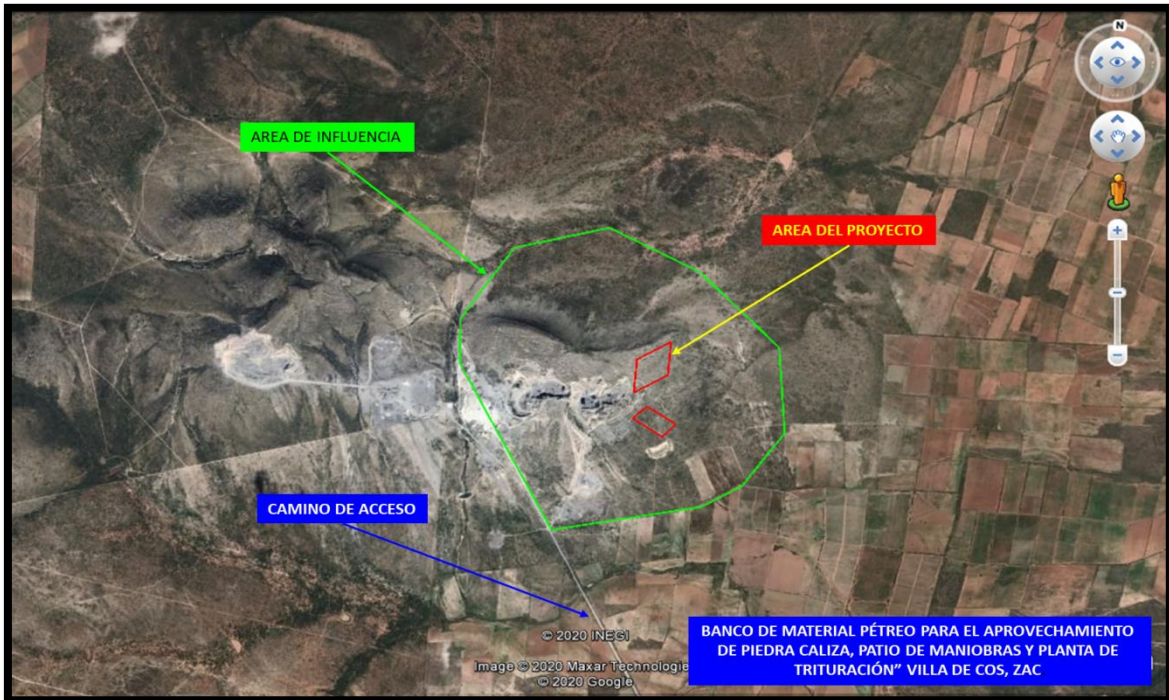 N
AREA DE INFLUENCIA
AREA DEL PROYECTO
CAMINO DE ACCESO
© 2020 INEGI
Image © 2020 Maxar Technologie
© 2020 Google
BANCO DE MATERIAL PÉTREO PARA EL APROVECHAMIENTO
DE PIEDRA CALIZA, PATIO DE MANIOBRAS Y PLANTA DE
TRITURACIÓN” VILLA DE COS, ZAC